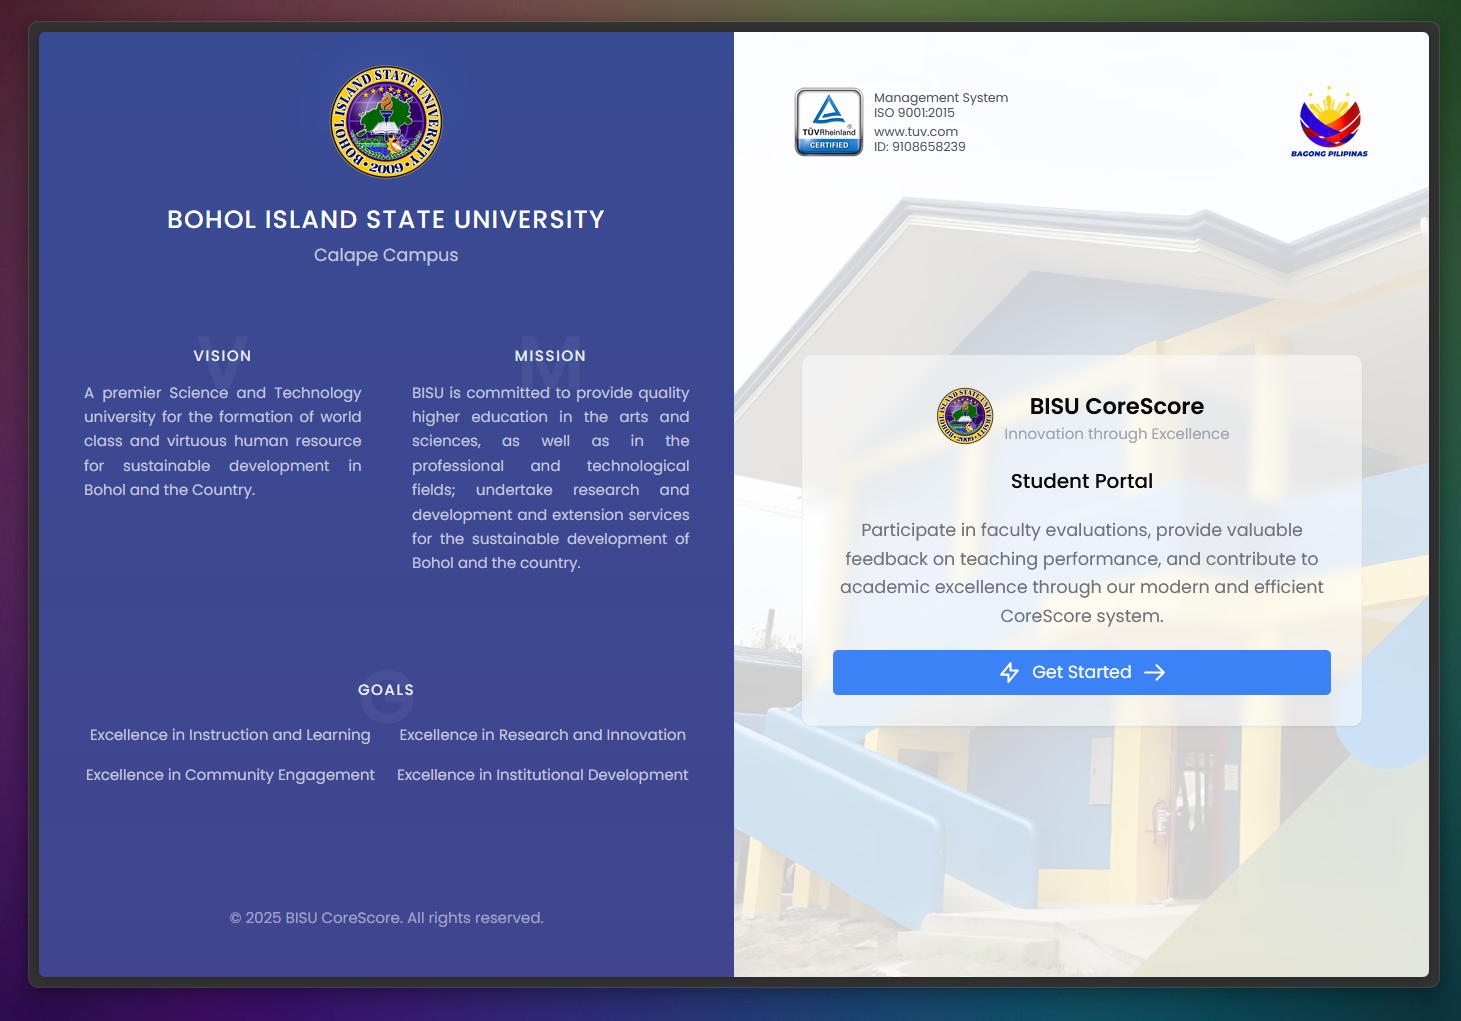 BOHOL ISLAND STATE UNIVERSITY
2009
BOHOL ISLAND STATE UNIVERSITY
Calape Campus
V
VISION
A premier Science and Technology
university for the formation of world
class and virtuous human resource
for sustainable development in
Bohol and the Country.
M
MISSION
BISU is committed to provide quality
higher education in the arts and
sciences, as well as in the
professional and technological
fields; undertake research and
development and extension services
for the sustainable development of
Bohol and the country.
G
GOALS
Excellence in Instruction and Learning
Excellence in Research and Innovation
Excellence in Community Engagement
Excellence in Institutional Development
© 2025 BISU CoreScore. All rights reserved.
TÜVRheinland®
CERTIFIED
Management System
ISO 9001:2015
www.tuv.com
ID: 9108658239
BAGONG PILIPINAS
BOHOL ISLAND STATE UNIVERSITY
2009
BISU CoreScore
Innovation through Excellence
Student Portal
Participate in faculty evaluations, provide valuable
feedback on teaching performance, and contribute to
academic excellence through our modern and efficient
CoreScore system.
Get Started